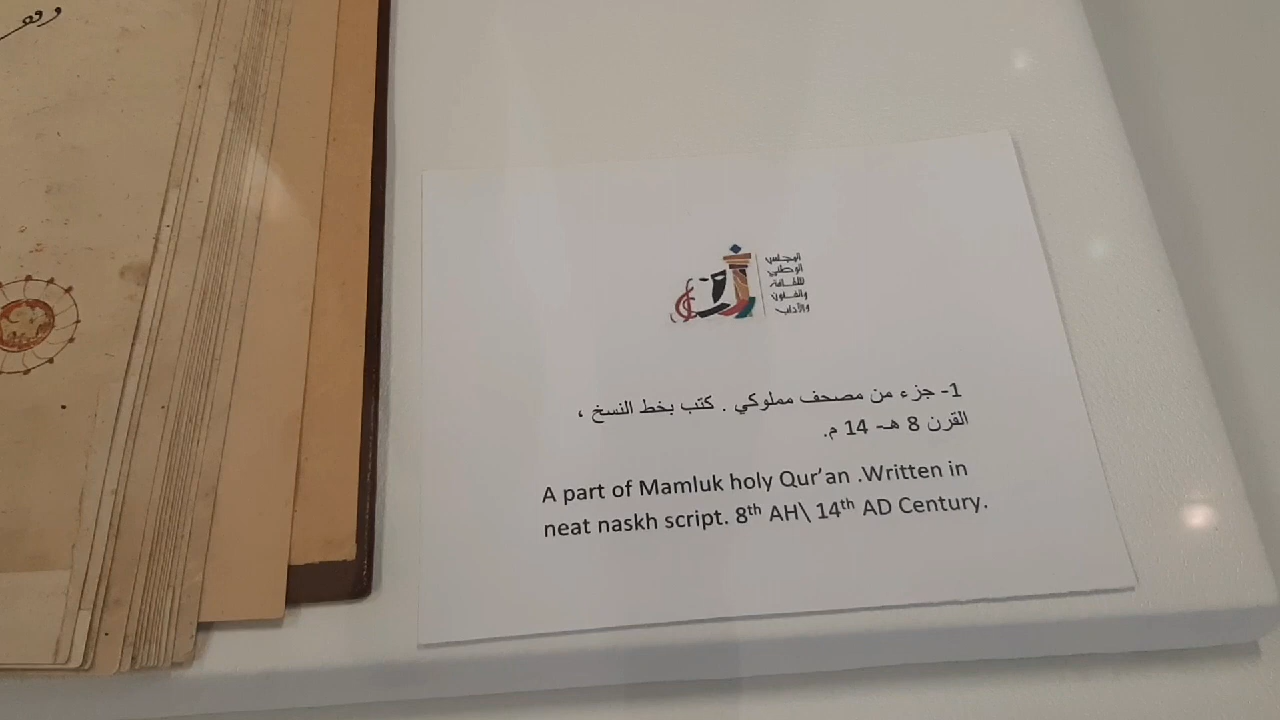 وقف
المجلس
الوطني
للثقافة
والفنون
والآداب
1- جزء من مصحف مملوكي . كتب بخط النسخ ،
القرن 8 هـ- 14 م.
A part of Mamluk holy Qur’an .Written in
neat naskh script. 8th AH\ 14th AD Century.